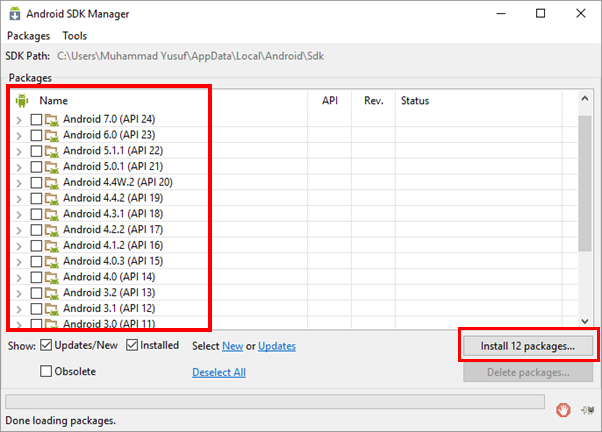 Android SDK Manager
Packages Tools
SDK Path: C:\Users\Muhammad Yusuf\AppData\Local\Android\Sdk
Packages
Name API Rev. Status
Android 7.0 (API 24)
Android 6.0 (API 23)
Android 5.1.1 (API 22)
Android 5.0.1 (API 21)
Android 4.4W.2 (API 20)
Android 4.4.2 (API 19)
Android 4.3.1 (API 18)
Android 4.2.2 (API 17)
Android 4.1.2 (API 16)
Android 4.0.3 (API 15)
Android 4.0 (API 14)
Android 3.2 (API 13)
Android 3.1 (API 12)
Android 3.0 (API 11)
Show: Updates/New Installed Select New or Updates Install 12 packages...
Obsolete Deselect All Delete packages...
Done loading packages.